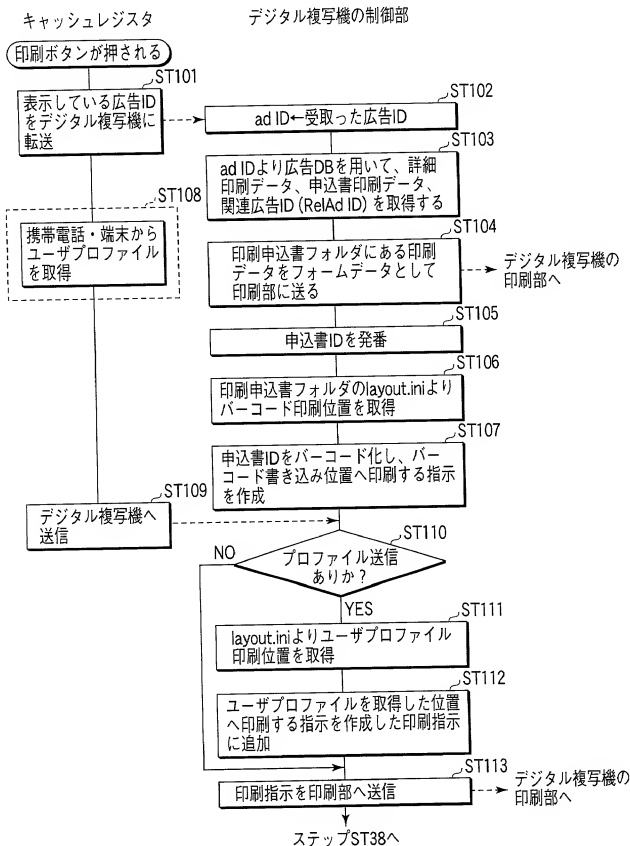 キャッシュレジスタ
デジタル複写機の制御部
印刷ボタンが押される
ST101
表示している広告ID
をデジタル複写機に
転送
ST102
ad ID←受取った広告ID
ST103
ad IDより広告DBを用いて、詳細
印刷データ、申込書印刷データ、
関連広告ID(RelAd ID)を取得する
ST108
携帯電話・端末から
ユーザプロファイル
を取得
ST104
印刷申込書フォルダにある印刷
データをフォームデータとして
印刷部に送る
デジタル複写機の
印刷部へ
ST105
申込書IDを発番
ST106
印刷申込書フォルダのlayout.iniより
バーコード印刷位置を取得
ST107
申込書IDをバーコード化し、バー
コード書き込み位置へ印刷する指示
を作成
ST109
デジタル複写機へ
送信
ST110
プロファイル送信
ありか?
NO
YES
ST111
layout.iniよりユーザプロファイル
印刷位置を取得
ST112
ユーザプロファイルを取得した位置
へ印刷する指示を作成した印刷指示
に追加
ST113
印刷指示を印刷部へ送信
デジタル複写機の
印刷部へ
ステップST38へ